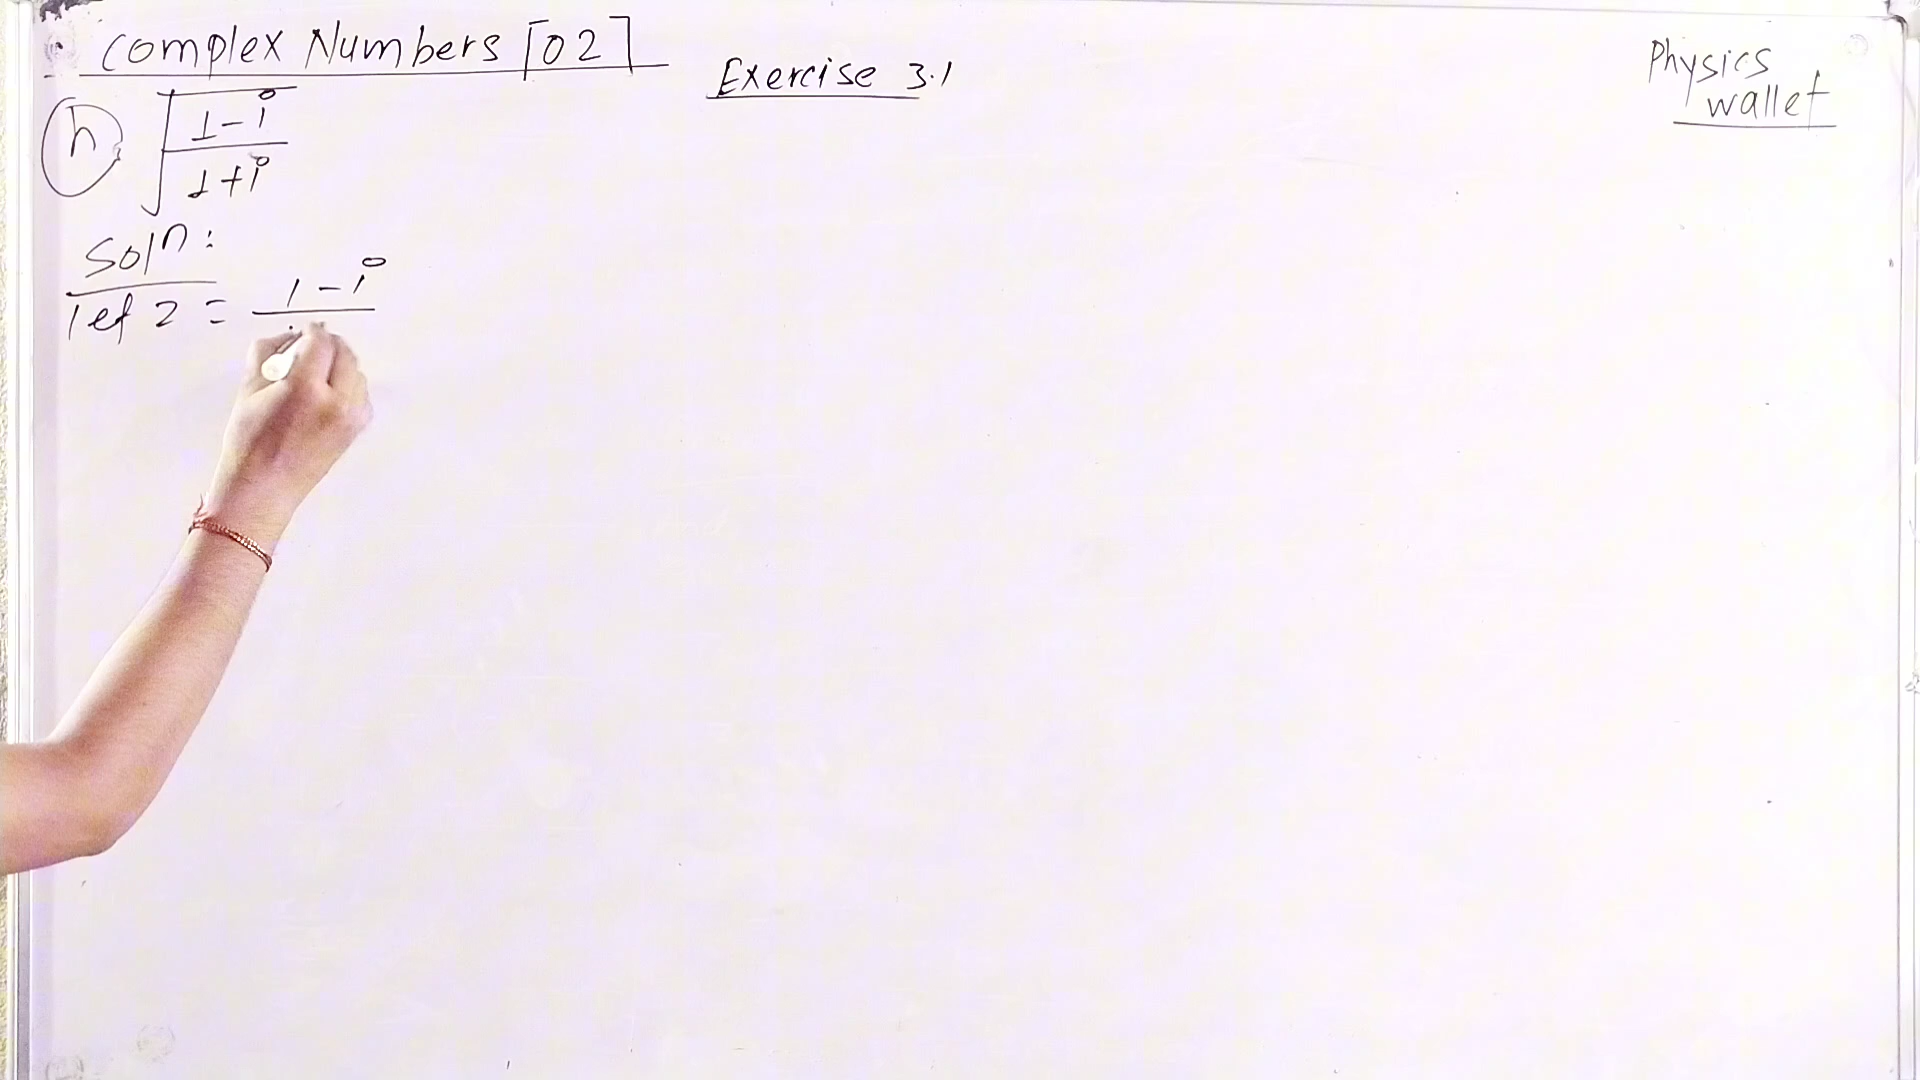 Complex Numbers [02]
Exercise 3.1
Physics
wallet
h
√(1-i / 1+i)
Soln:
let z = 1-i